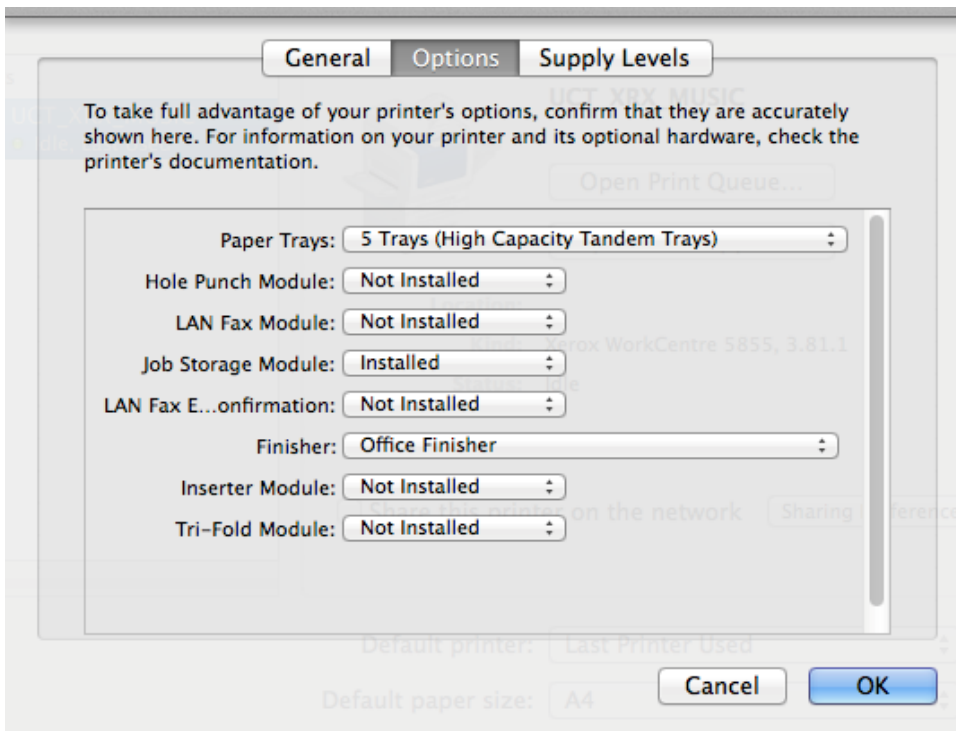 General Options Supply Levels
To take full advantage of your printer's options, confirm that they are accurately
shown here. For information on your printer and its optional hardware, check the
printer's documentation.
UCT_XRX_MUSIC
Open Print Queue...
Paper Trays: 5 Trays (High Capacity Tandem Trays)
Hole Punch Module: Not Installed
Location:
LAN Fax Module: Not Installed
Kind: Xerox WorkCentre 5855, 3.81.1
Job Storage Module: Installed
Status: Idle
LAN Fax E...onfirmation: Not Installed
Finisher: Office Finisher
Inserter Module: Not Installed
Share this printer on the network Sharing
Tri-Fold Module: Not Installed
Default printer: Last Printer Used
Default paper size: A4
Cancel OK